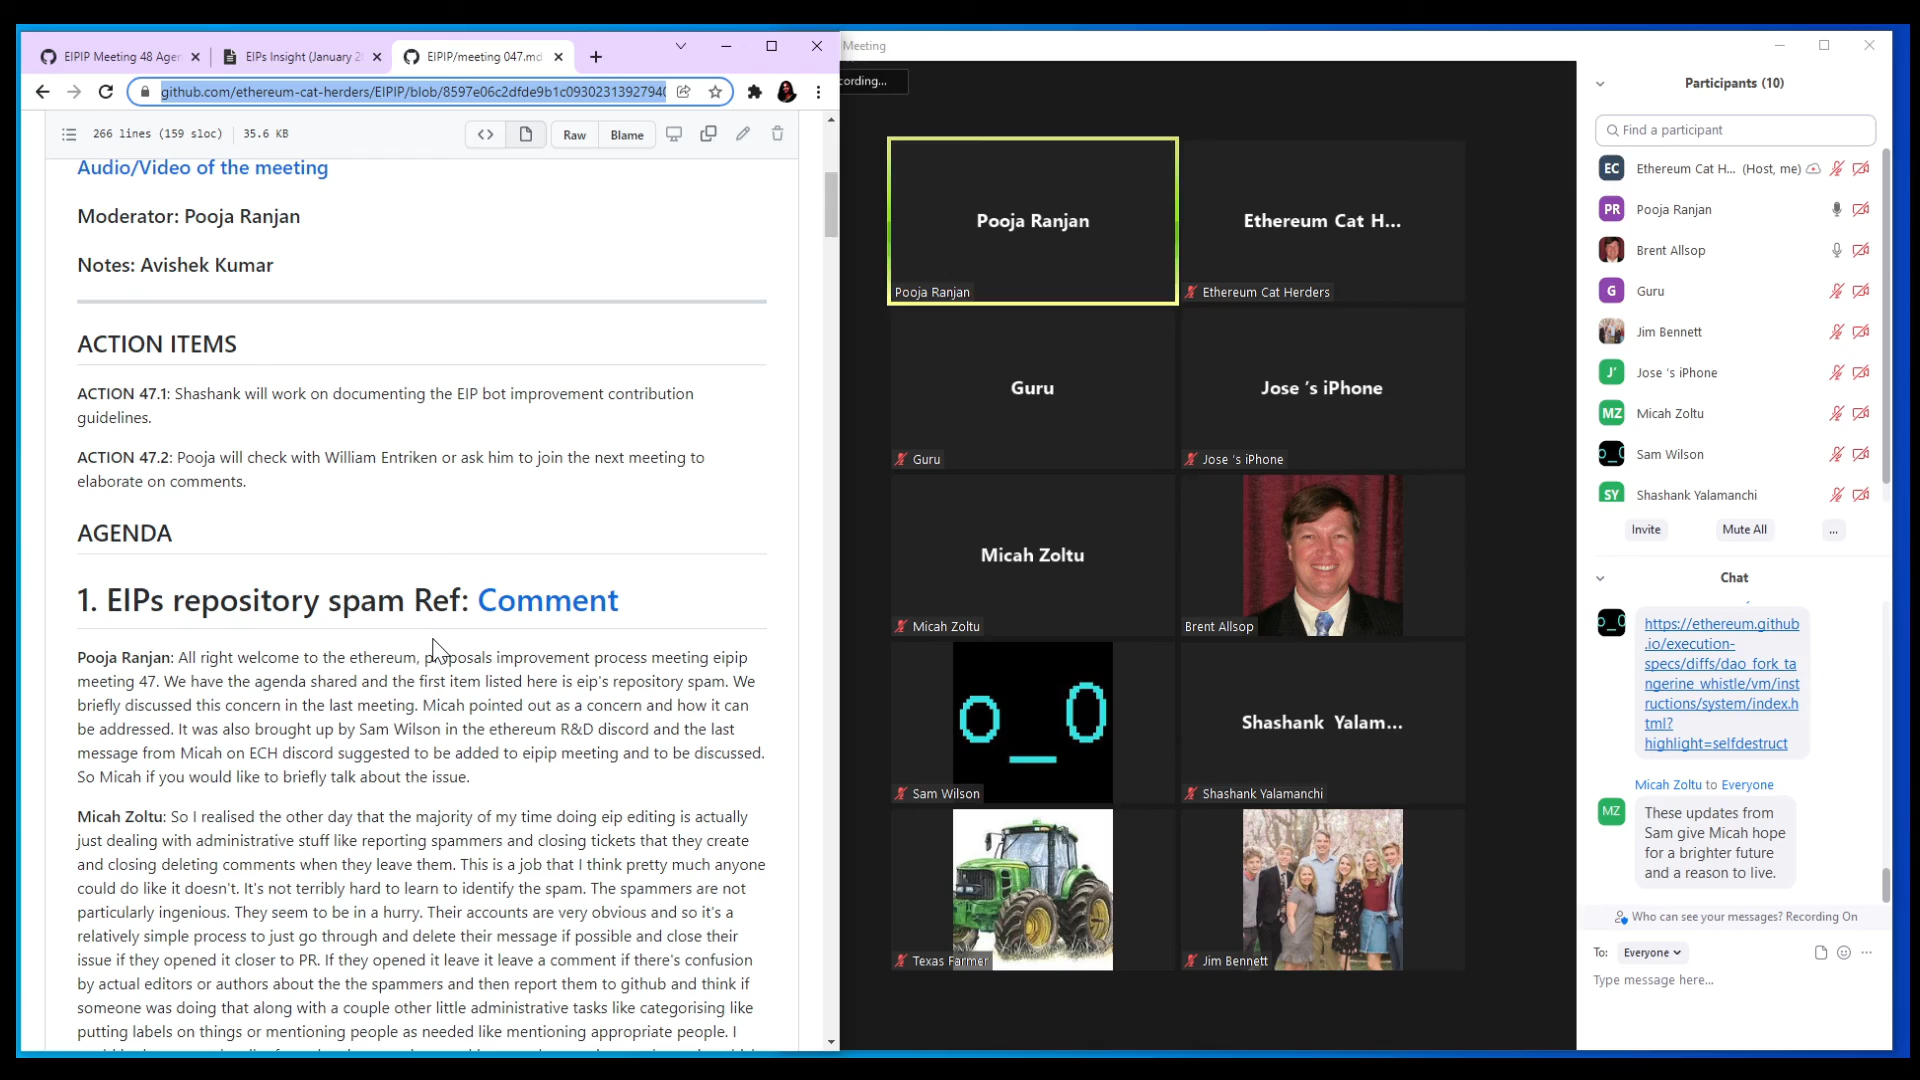 EIPIP Meeting 48 Agen
EIPs Insight (January 2
EIPIP/meeting 047.md
github.com/ethereum-cat-herders/EIPIP/blob/8597e06c2dfde9b1c0930231392794
266 lines (159 sloc)
35.6 KB
Raw
Blame
Audio/Video of the meeting
Moderator: Pooja Ranjan
Notes: Avishek Kumar
ACTION ITEMS
ACTION 47.1: Shashank will work on documenting the EIP bot improvement contribution
guidelines.
ACTION 47.2: Pooja will check with William Entriken or ask him to join the next meeting to
elaborate on comments.
AGENDA
1. EIPs repository spam Ref: Comment
Pooja Ranjan: All right welcome to the ethereum, proposals improvement process meeting eipip
meeting 47. We have the agenda shared and the first item listed here is eip's repository spam. We
briefly discussed this concern in the last meeting. Micah pointed out as a concern and how it can
be addressed. It was also brought up by Sam Wilson in the ethereum R&D discord and the last
message from Micah on ECH discord suggested to be added to eipip meeting and to be discussed.
So Micah if you would like to briefly talk about the issue.
Micah Zoltu: So I realised the other day that the majority of my time doing eip editing is actually
just dealing with administrative stuff like reporting spammers and closing tickets that they create
and closing deleting comments when they leave them. This is a job that I think pretty much anyone
could do like it doesn't. It's not terribly hard to learn to identify the spam. The spammers are not
particularly ingenious. They seem to be in a hurry. Their accounts are very obvious and so it's a
relatively simple process to just go through and delete their message if possible and close their
issue if they opened it closer to PR. If they opened it leave it leave a comment if there's confusion
by actual editors or authors about the the spammers and then report them to github and think if
someone was doing that along with a couple other little administrative tasks like categorising like
putting labels on things or mentioning people as needed like mentioning appropriate people. I
Meeting
cording...
Pooja Ranjan
Pooja Ranjan
Ethereum Cat H...
Ethereum Cat Herders
Guru
Guru
Jose 's iPhone
Jose 's iPhone
Micah Zoltu
Micah Zoltu
Brent Allsop
Sam Wilson
Shashank Yalam...
Shashank Yalamanchi
Texas Farmer
Jim Bennett
Participants (10)
Find a participant
EC Ethereum Cat H... (Host, me)
PR Pooja Ranjan
Brent Allsop
G Guru
Jim Bennett
J' Jose 's iPhone
MZ Micah Zoltu
Sam Wilson
SY Shashank Yalamanchi
Invite
Mute All
...
Chat
https://ethereum.github
.io/execution-
specs/diffs/dao_fork_ta
ngerine_whistle/vm/inst
ructions/system/index.h
tml?
highlight=selfdestruct
Micah Zoltu to Everyone
MZ
These updates from
Sam give Micah hope
for a brighter future
and a reason to live.
Who can see your messages? Recording On
To: Everyone
Type message here...